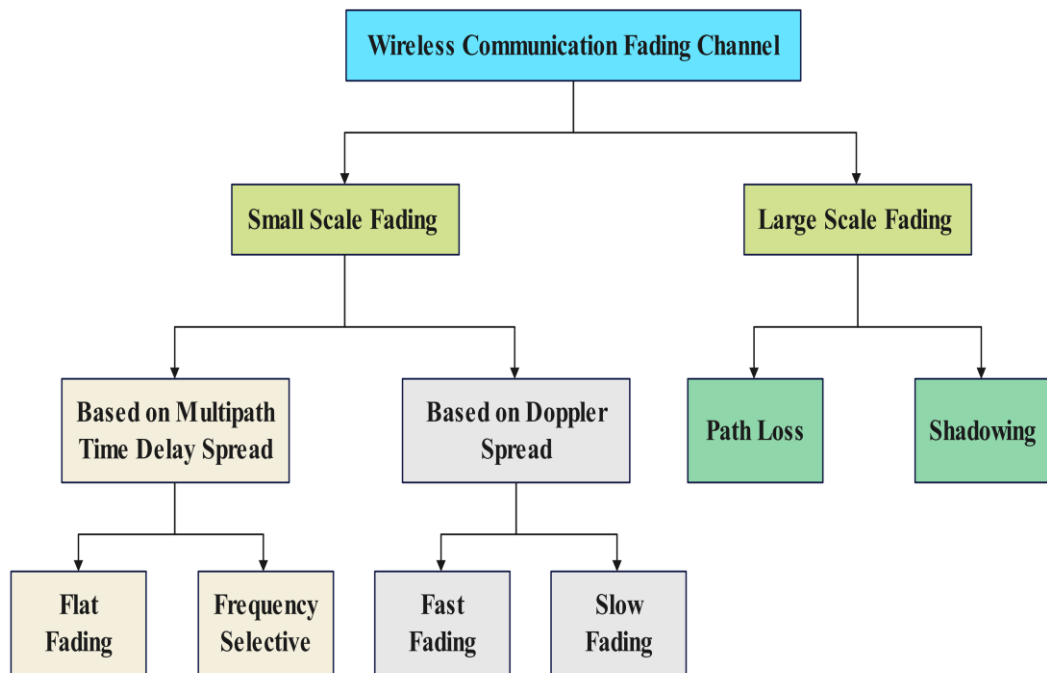 Wireless Communication Fading Channel
Small Scale Fading
Large Scale Fading
Based on Multipath
Time Delay Spread
Based on Doppler
Spread
Path Loss
Shadowing
Flat
Fading
Frequency
Selective
Fast
Fading
Slow
Fading